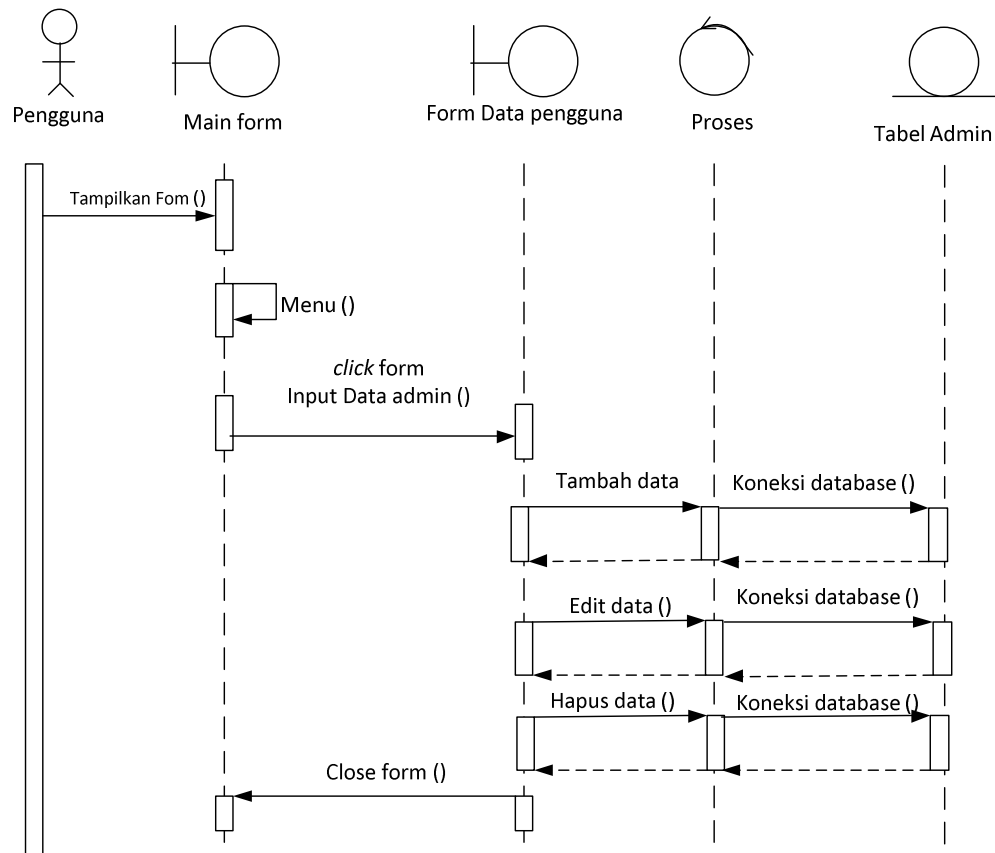 Pengguna
Main form
Form Data pengguna
Proses
Tabel Admin
Tampilkan Fom ()
Menu ()
click form
Input Data admin ()
Tambah data
Koneksi database ()
Edit data ()
Koneksi database ()
Hapus data ()
Koneksi database ()
Close form ()